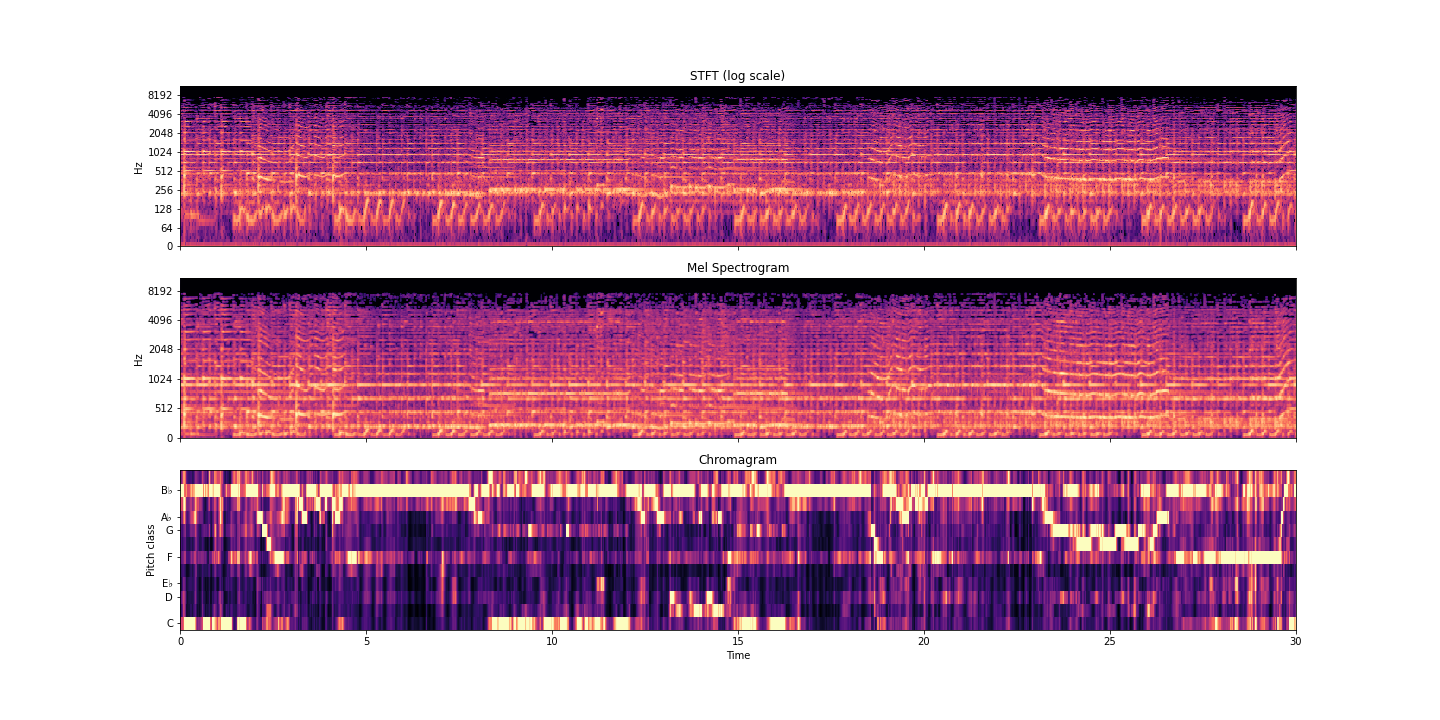 STFT (log scale)
8192
4096
2048
1024
512
256
128
64
0
Hz
Mel Spectrogram
8192
4096
2048
1024
512
0
Hz
Chromagram
B♭
A♭
G
F
E♭
D
C
Pitch class
0 5 10 15 20 25 30
Time